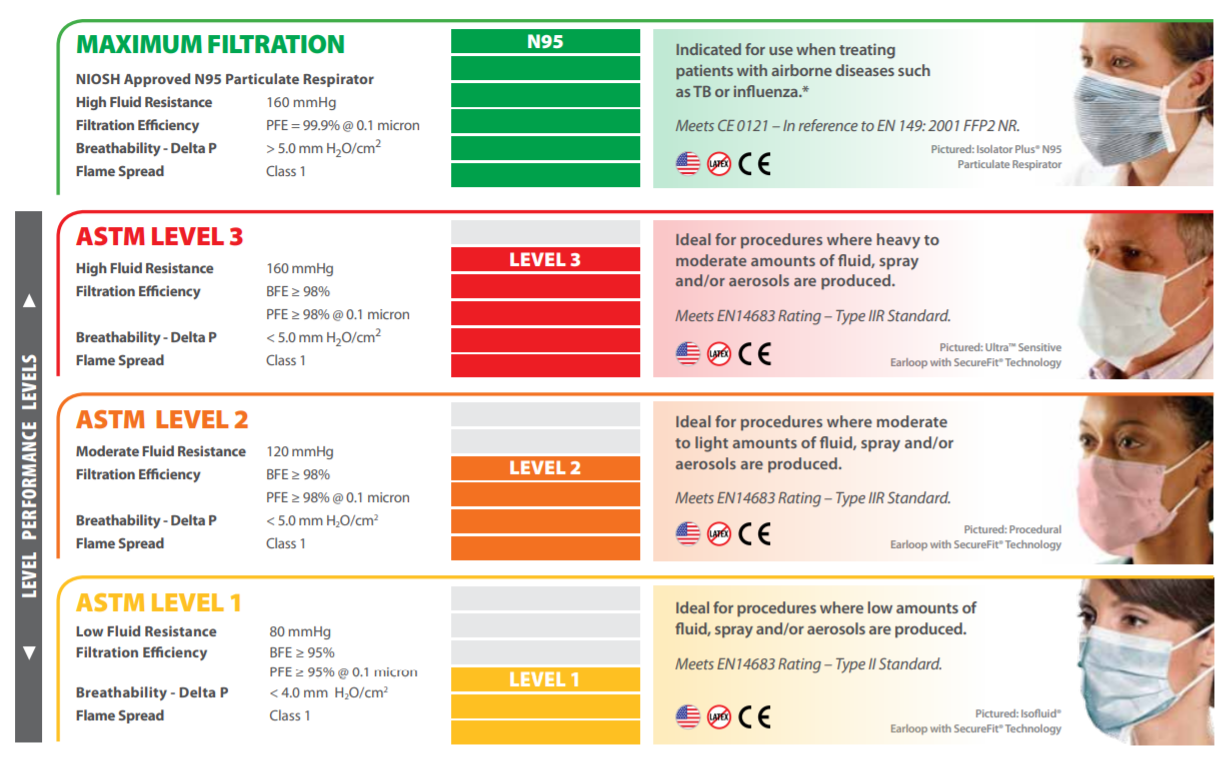 MAXIMUM FILTRATION
NIOSH Approved N95 Particulate Respirator
High Fluid Resistance 160 mmHg
Filtration Efficiency PFE = 99.9% @ 0.1 micron
Breathability - Delta P > 5.0 mm H₂O/cm²
Flame Spread Class 1
N95
Indicated for use when treating
patients with airborne diseases such
as TB or influenza.*
Meets CE 0121 – In reference to EN 149: 2001 FFP2 NR.
LATEX CE
Pictured: Isolator Plus® N95
Particulate Respirator
LEVEL PERFORMANCE LEVELS
ASTM LEVEL 3
High Fluid Resistance 160 mmHg
Filtration Efficiency BFE ≥ 98%
PFE ≥ 98% @ 0.1 micron
Breathability - Delta P < 5.0 mm H₂O/cm²
Flame Spread Class 1
LEVEL 3
Ideal for procedures where heavy to
moderate amounts of fluid, spray
and/or aerosols are produced.
Meets EN14683 Rating – Type IIR Standard.
LATEX CE
Pictured: Ultra™ Sensitive
Earloop with SecureFit® Technology
ASTM LEVEL 2
Moderate Fluid Resistance 120 mmHg
Filtration Efficiency BFE ≥ 98%
PFE ≥ 98% @ 0.1 micron
Breathability - Delta P < 5.0 mm H₂O/cm²
Flame Spread Class 1
LEVEL 2
Ideal for procedures where moderate
to light amounts of fluid, spray and/or
aerosols are produced.
Meets EN14683 Rating – Type IIR Standard.
LATEX CE
Pictured: Procedural
Earloop with SecureFit® Technology
ASTM LEVEL 1
Low Fluid Resistance 80 mmHg
Filtration Efficiency BFE ≥ 95%
PFE ≥ 95% @ 0.1 micron
Breathability - Delta P < 4.0 mm H₂O/cm²
Flame Spread Class 1
LEVEL 1
Ideal for procedures where low amounts of
fluid, spray and/or aerosols are produced.
Meets EN14683 Rating – Type II Standard.
LATEX CE
Pictured: Isofluid®
Earloop with SecureFit® Technology